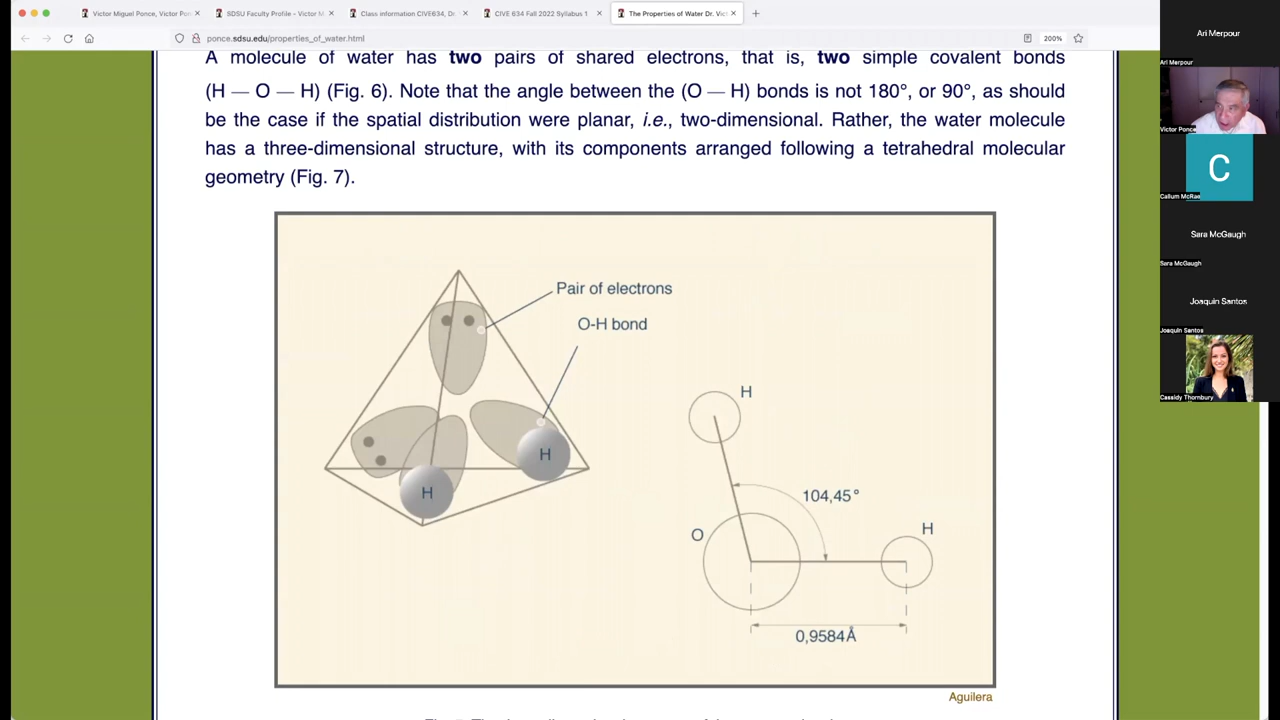 Victor Miguel Ponce, Victor Pon
SDSU Faculty Profile – Victor M
Class information CIVE634, Dr.
CIVE 634 Fall 2022 Syllabus 1
The Properties of Water Dr. Vict
ponce.sdsu.edu/properties_of_water.html
200%
A molecule of water has two pairs of shared electrons, that is, two simple covalent bonds
(H — O — H) (Fig. 6). Note that the angle between the (O — H) bonds is not 180°, or 90°, as should
be the case if the spatial distribution were planar, i.e., two-dimensional. Rather, the water molecule
has a three-dimensional structure, with its components arranged following a tetrahedral molecular
geometry (Fig. 7).
Pair of electrons
O-H bond
H
H
H
104,45°
O
H
0,9584Å
Aguilera
Ari Merpour
Ari Merpour
Victor Ponce
C
Callum McRae
Sara McGaugh
Sara McGaugh
Joaquin Santos
Joaquin Santos
Cassidy Thornbury